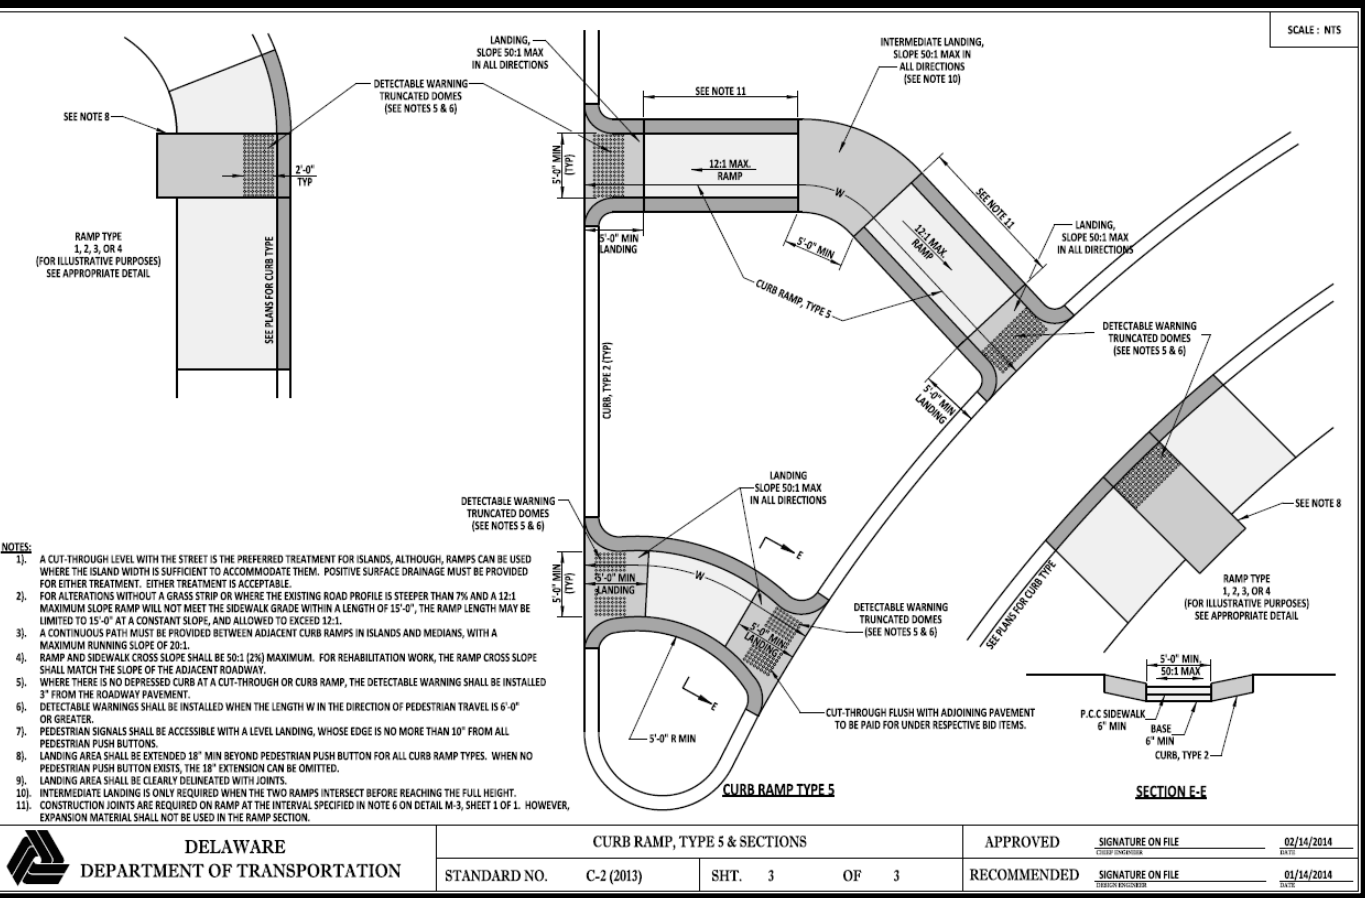 SCALE : NTS
LANDING,
SLOPE 50:1 MAX
IN ALL DIRECTIONS
INTERMEDIATE LANDING,
SLOPE 50:1 MAX IN
ALL DIRECTIONS
(SEE NOTE 10)
DETECTABLE WARNING
TRUNCATED DOMES
(SEE NOTES 5 & 6)
SEE NOTE 11
SEE NOTE 8
5'-0" MIN
(TYP)
12:1 MAX.
RAMP
2'-0"
TYP
W
SEE NOTE 11
12:1 MAX.
RAMP
LANDING,
SLOPE 50:1 MAX
IN ALL DIRECTIONS
RAMP TYPE
1, 2, 3, OR 4
(FOR ILLUSTRATIVE PURPOSES)
SEE APPROPRIATE DETAIL
SEE PLANS FOR CURB TYPE
5'-0" MIN
LANDING
5'-0" MIN
CURB RAMP, TYPE 5
DETECTABLE WARNING
TRUNCATED DOMES
(SEE NOTES 5 & 6)
CURB, TYPE 2 (TYP)
5'-0" MIN
LANDING
LANDING
SLOPE 50:1 MAX
IN ALL DIRECTIONS
DETECTABLE WARNING
TRUNCATED DOMES
(SEE NOTES 5 & 6)
SEE NOTE 8
E
5'-0" MIN
(TYP)
5'-0" MIN
LANDING
W
5'-0" MIN
LANDING
DETECTABLE WARNING
TRUNCATED DOMES
(SEE NOTES 5 & 6)
RAMP TYPE
1, 2, 3, OR 4
(FOR ILLUSTRATIVE PURPOSES)
SEE APPROPRIATE DETAIL
SEE PLANS FOR CURB TYPE
E
5'-0" R MIN
CUT-THROUGH FLUSH WITH ADJOINING PAVEMENT
TO BE PAID FOR UNDER RESPECTIVE BID ITEMS.
5'-0" MIN,
50:1 MAX
P.C.C SIDEWALK
6" MIN
BASE
6" MIN
CURB, TYPE 2
CURB RAMP TYPE 5
SECTION E-E
NOTES:
1). A CUT-THROUGH LEVEL WITH THE STREET IS THE PREFERRED TREATMENT FOR ISLANDS, ALTHOUGH, RAMPS CAN BE USED
WHERE THE ISLAND WIDTH IS SUFFICIENT TO ACCOMMODATE THEM. POSITIVE SURFACE DRAINAGE MUST BE PROVIDED
FOR EITHER TREATMENT. EITHER TREATMENT IS ACCEPTABLE.
2). FOR ALTERATIONS WITHOUT A GRASS STRIP OR WHERE THE EXISTING ROAD PROFILE IS STEEPER THAN 7% AND A 12:1
MAXIMUM SLOPE RAMP WILL NOT MEET THE SIDEWALK GRADE WITHIN A LENGTH OF 15'-0", THE RAMP LENGTH MAY BE
LIMITED TO 15'-0" AT A CONSTANT SLOPE, AND ALLOWED TO EXCEED 12:1.
3). A CONTINUOUS PATH MUST BE PROVIDED BETWEEN ADJACENT CURB RAMPS IN ISLANDS AND MEDIANS, WITH A
MAXIMUM RUNNING SLOPE OF 20:1.
4). RAMP AND SIDEWALK CROSS SLOPE SHALL BE 50:1 (2%) MAXIMUM. FOR REHABILITATION WORK, THE RAMP CROSS SLOPE
SHALL MATCH THE SLOPE OF THE ADJACENT ROADWAY.
5). WHERE THERE IS NO DEPRESSED CURB AT A CUT-THROUGH OR CURB RAMP, THE DETECTABLE WARNING SHALL BE INSTALLED
3" FROM THE ROADWAY PAVEMENT.
6). DETECTABLE WARNINGS SHALL BE INSTALLED WHEN THE LENGTH W IN THE DIRECTION OF PEDESTRIAN TRAVEL IS 6'-0"
OR GREATER.
7). PEDESTRIAN SIGNALS SHALL BE ACCESSIBLE WITH A LEVEL LANDING, WHOSE EDGE IS NO MORE THAN 10" FROM ALL
PEDESTRIAN PUSH BUTTONS.
8). LANDING AREA SHALL BE EXTENDED 18" MIN BEYOND PEDESTRIAN PUSH BUTTON FOR ALL CURB RAMP TYPES. WHEN NO
PEDESTRIAN PUSH BUTTON EXISTS, THE 18" EXTENSION CAN BE OMITTED.
9). LANDING AREA SHALL BE CLEARLY DELINEATED WITH JOINTS.
10). INTERMEDIATE LANDING IS ONLY REQUIRED WHEN THE TWO RAMPS INTERSECT BEFORE REACHING THE FULL HEIGHT.
11). CONSTRUCTION JOINTS ARE REQUIRED ON RAMP AT THE INTERVAL SPECIFIED IN NOTE 6 ON DETAIL M-3, SHEET 1 OF 1. HOWEVER,
EXPANSION MATERIAL SHALL NOT BE USED IN THE RAMP SECTION.
DELAWARE
DEPARTMENT OF TRANSPORTATION
CURB RAMP, TYPE 5 & SECTIONS
STANDARD NO. C-2 (2013) SHT. 3 OF 3
APPROVED SIGNATURE ON FILE 02/14/2014
CHIEF ENGINEER DATE
RECOMMENDED SIGNATURE ON FILE 01/14/2014
DESIGN ENGINEER DATE